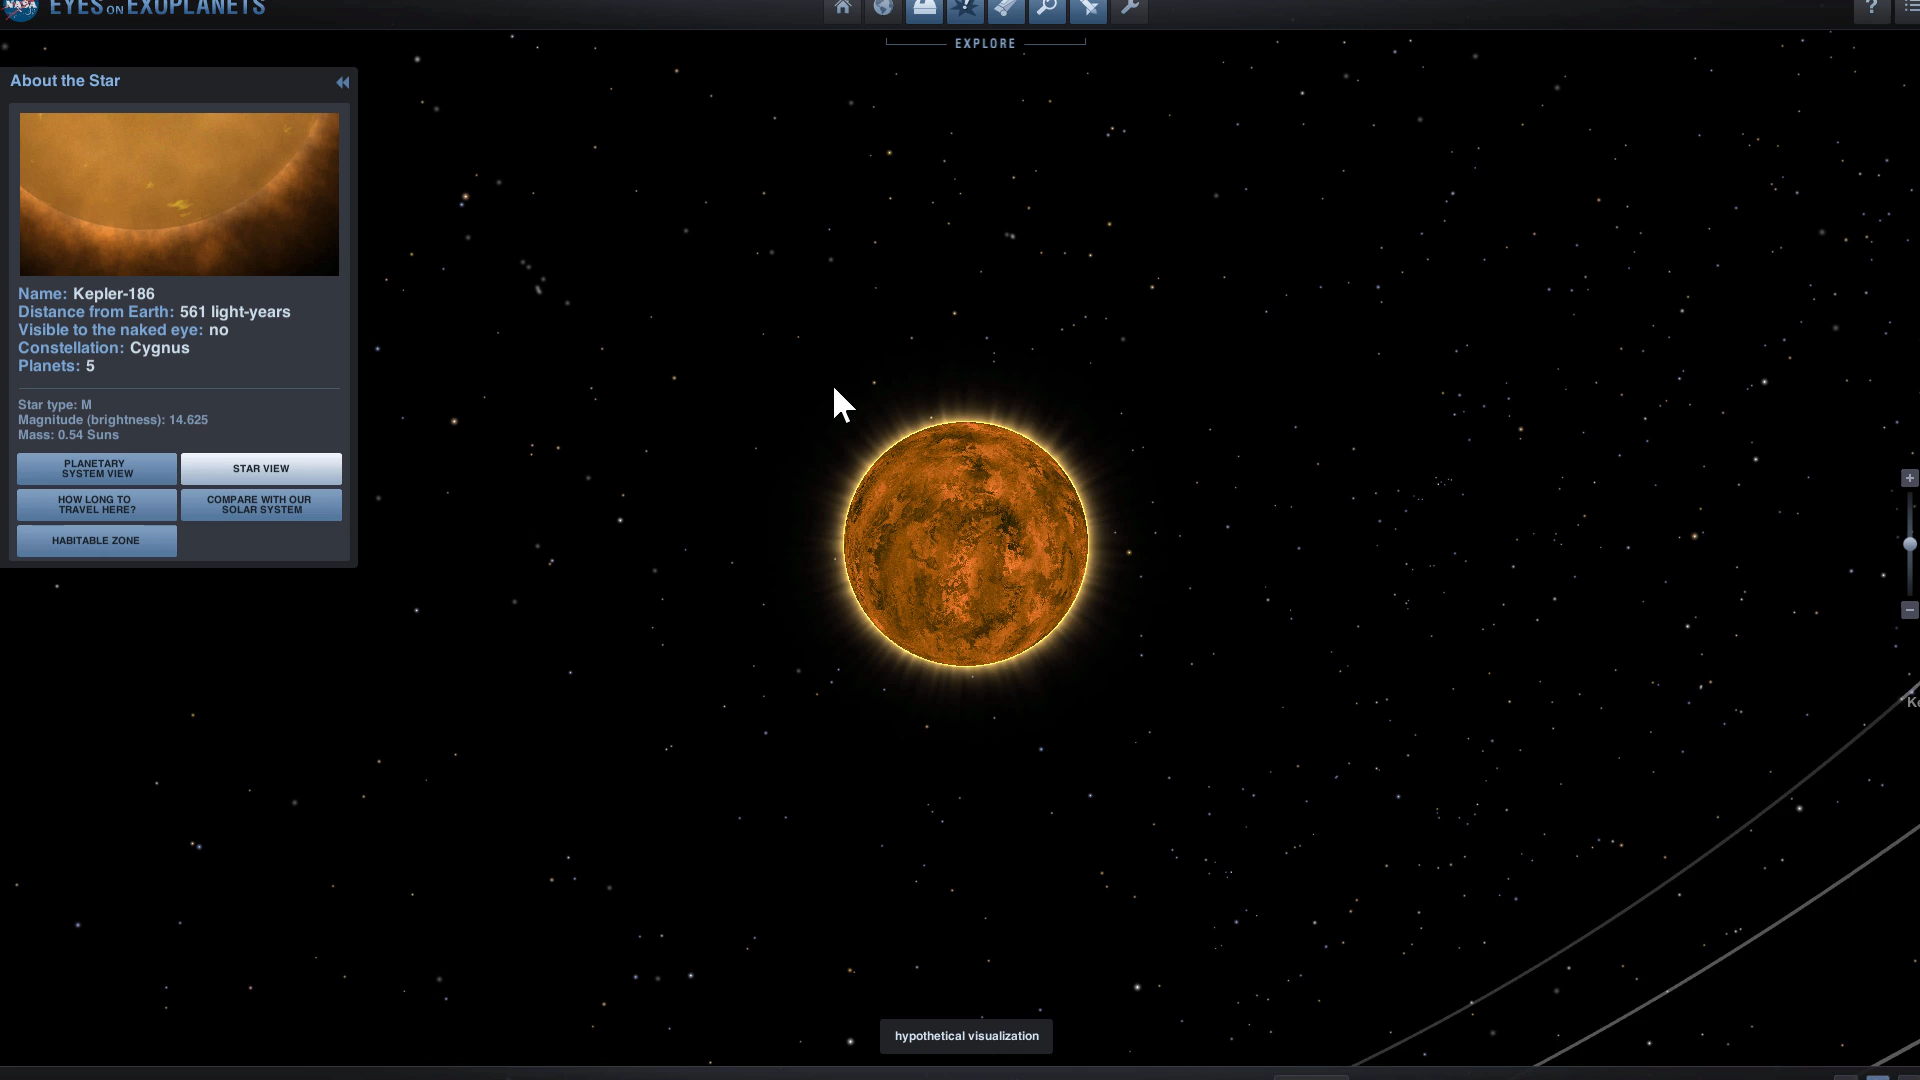 NASA
EYES ON EXOPLANETS
?
EXPLORE
About the Star
Name: Kepler-186
Distance from Earth: 561 light-years
Visible to the naked eye: no
Constellation: Cygnus
Planets: 5
Star type: M
Magnitude (brightness): 14.625
Mass: 0.54 Suns
PLANETARY
SYSTEM VIEW
STAR VIEW
HOW LONG TO
TRAVEL HERE?
COMPARE WITH OUR
SOLAR SYSTEM
HABITABLE ZONE
hypothetical visualization